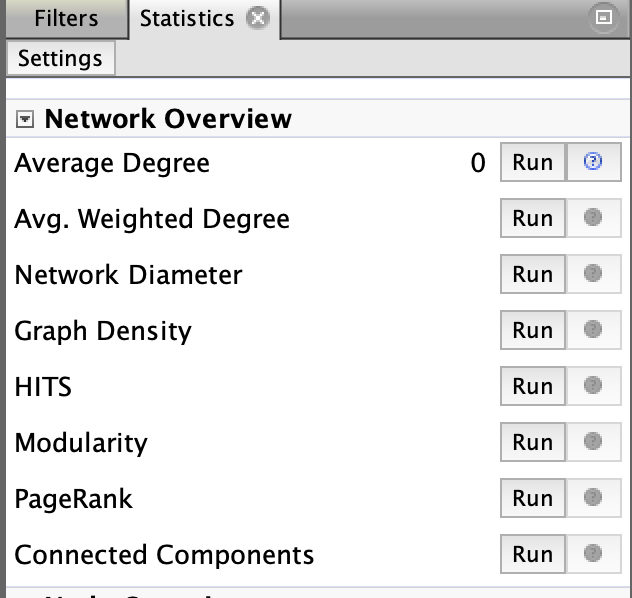 Filters Statistics
Settings
Network Overview
Average Degree 0 Run ?
Avg. Weighted Degree Run ?
Network Diameter Run ?
Graph Density Run ?
HITS Run ?
Modularity Run ?
PageRank Run ?
Connected Components Run ?